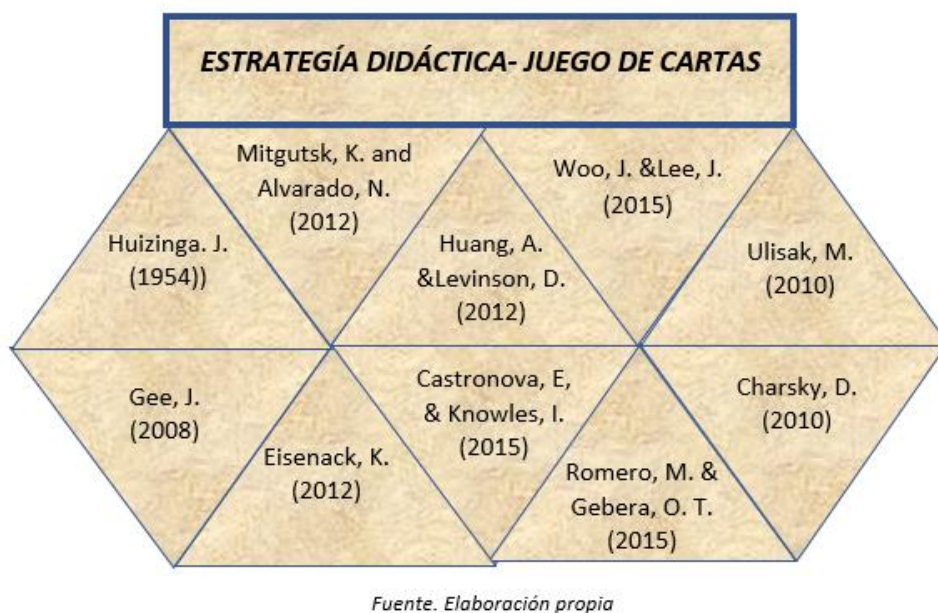 ESTRATEGÍA DIDÁCTICA- JUEGO DE CARTAS
Mitgutsk, K. and
Alvarado, N.
(2012)
Woo, J. &Lee, J.
(2015)
Huizinga. J.
(1954))
Huang, A.
&Levinson, D.
(2012)
Ulisak, M.
(2010)
Gee, J.
(2008)
Eisenack, K.
(2012)
Castronova, E,
& Knowles, I.
(2015)
Romero, M. &
Gebera, O. T.
(2015)
Charsky, D.
(2010)
Fuente. Elaboración propia